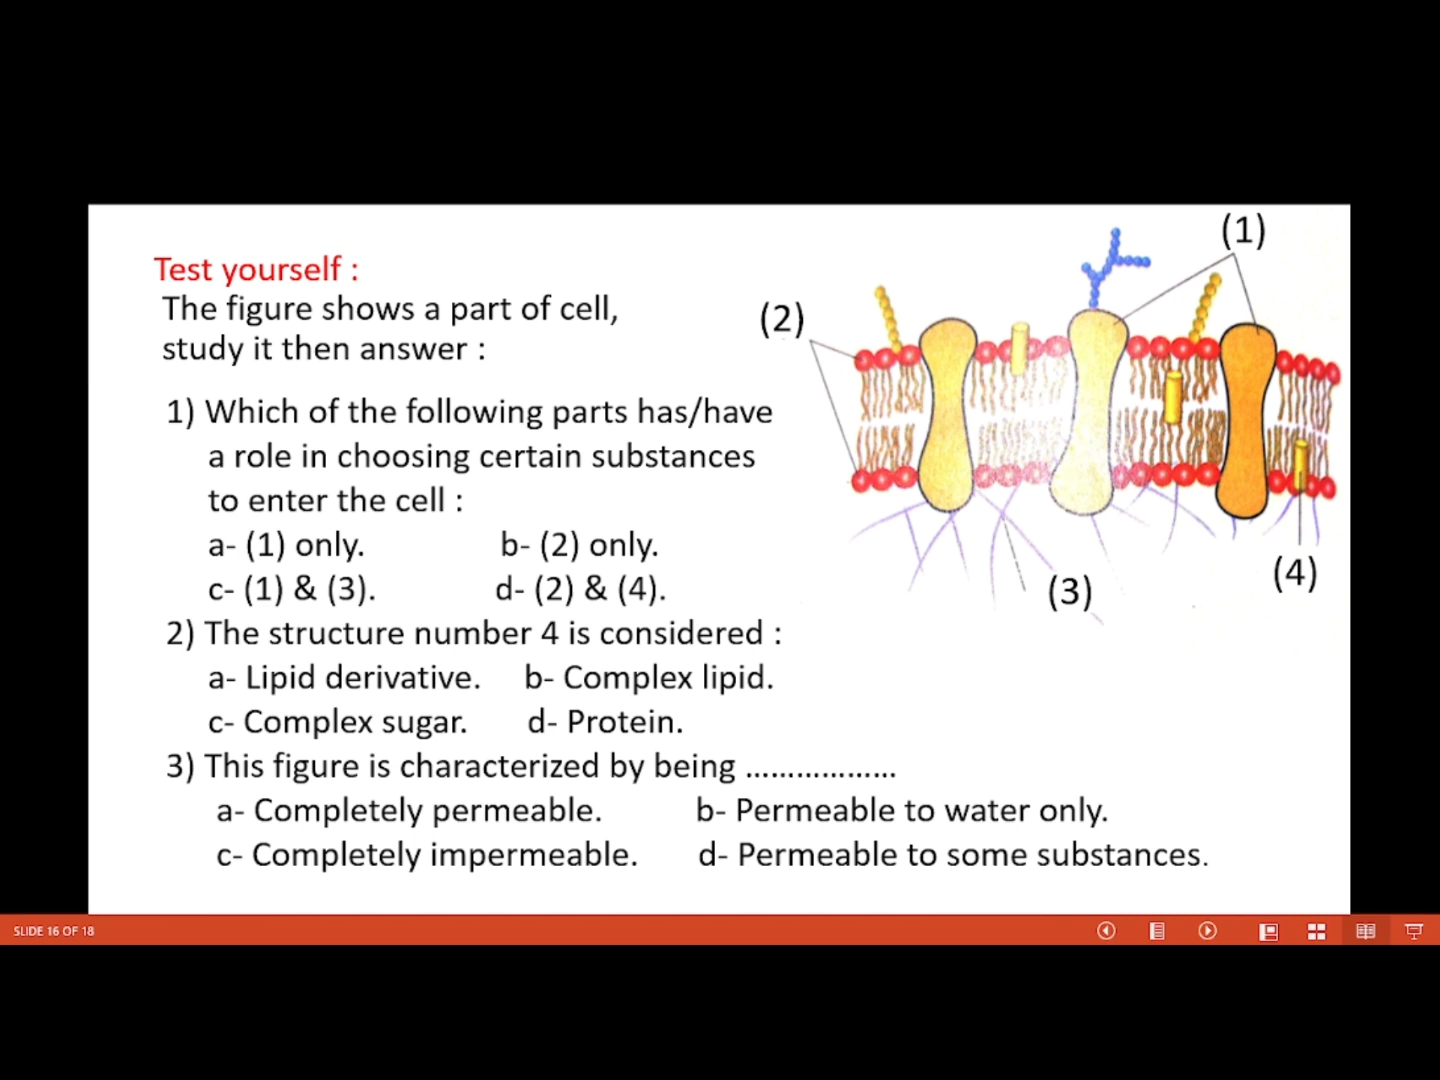 Test yourself :
The figure shows a part of cell,
study it then answer :
1) Which of the following parts has/have
a role in choosing certain substances
to enter the cell :
a- (1) only. b- (2) only.
c- (1) & (3). d- (2) & (4).
2) The structure number 4 is considered :
a- Lipid derivative. b- Complex lipid.
c- Complex sugar. d- Protein.
3) This figure is characterized by being ..................
a- Completely permeable. b- Permeable to water only.
c- Completely impermeable. d- Permeable to some substances.
(1)
(2)
(3)
(4)
SLIDE 16 OF 18